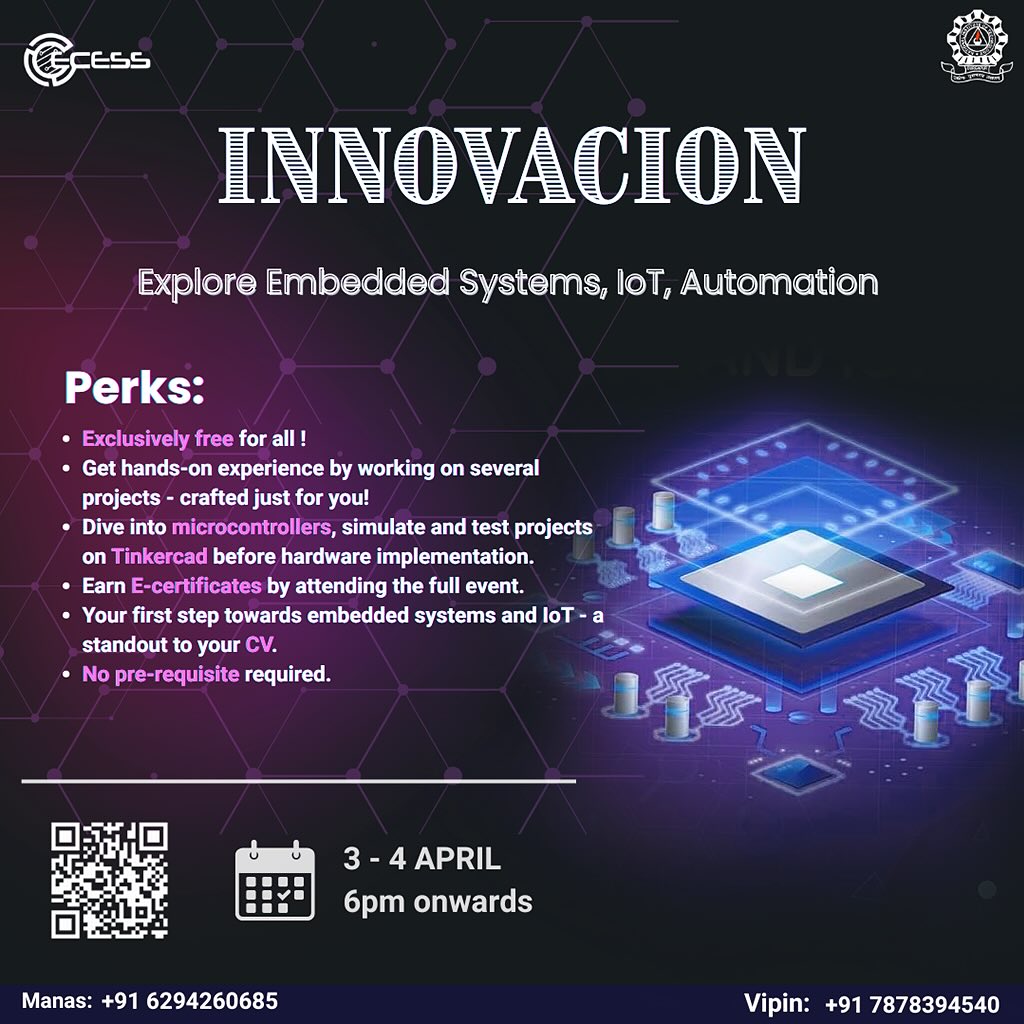 CCESS
INNOVACION
Explore Embedded Systems, IoT, Automation
Perks:
• Exclusively free for all !
• Get hands-on experience by working on several
projects - crafted just for you!
• Dive into microcontrollers, simulate and test projects
on Tinkercad before hardware implementation.
• Earn E-certificates by attending the full event.
• Your first step towards embedded systems and IoT - a
standout to your CV.
• No pre-requisite required.
3 - 4 APRIL
6pm onwards
Manas: +91 6294260685
Vipin: +91 7878394540